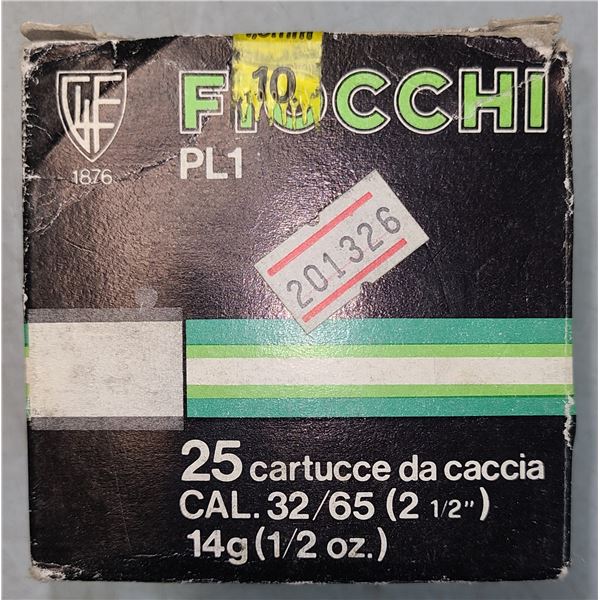 10
FIOCCHI
1876
PL1
201326
25 cartucce da caccia
CAL. 32/65 (2 1/2")
14g (1/2 oz.)